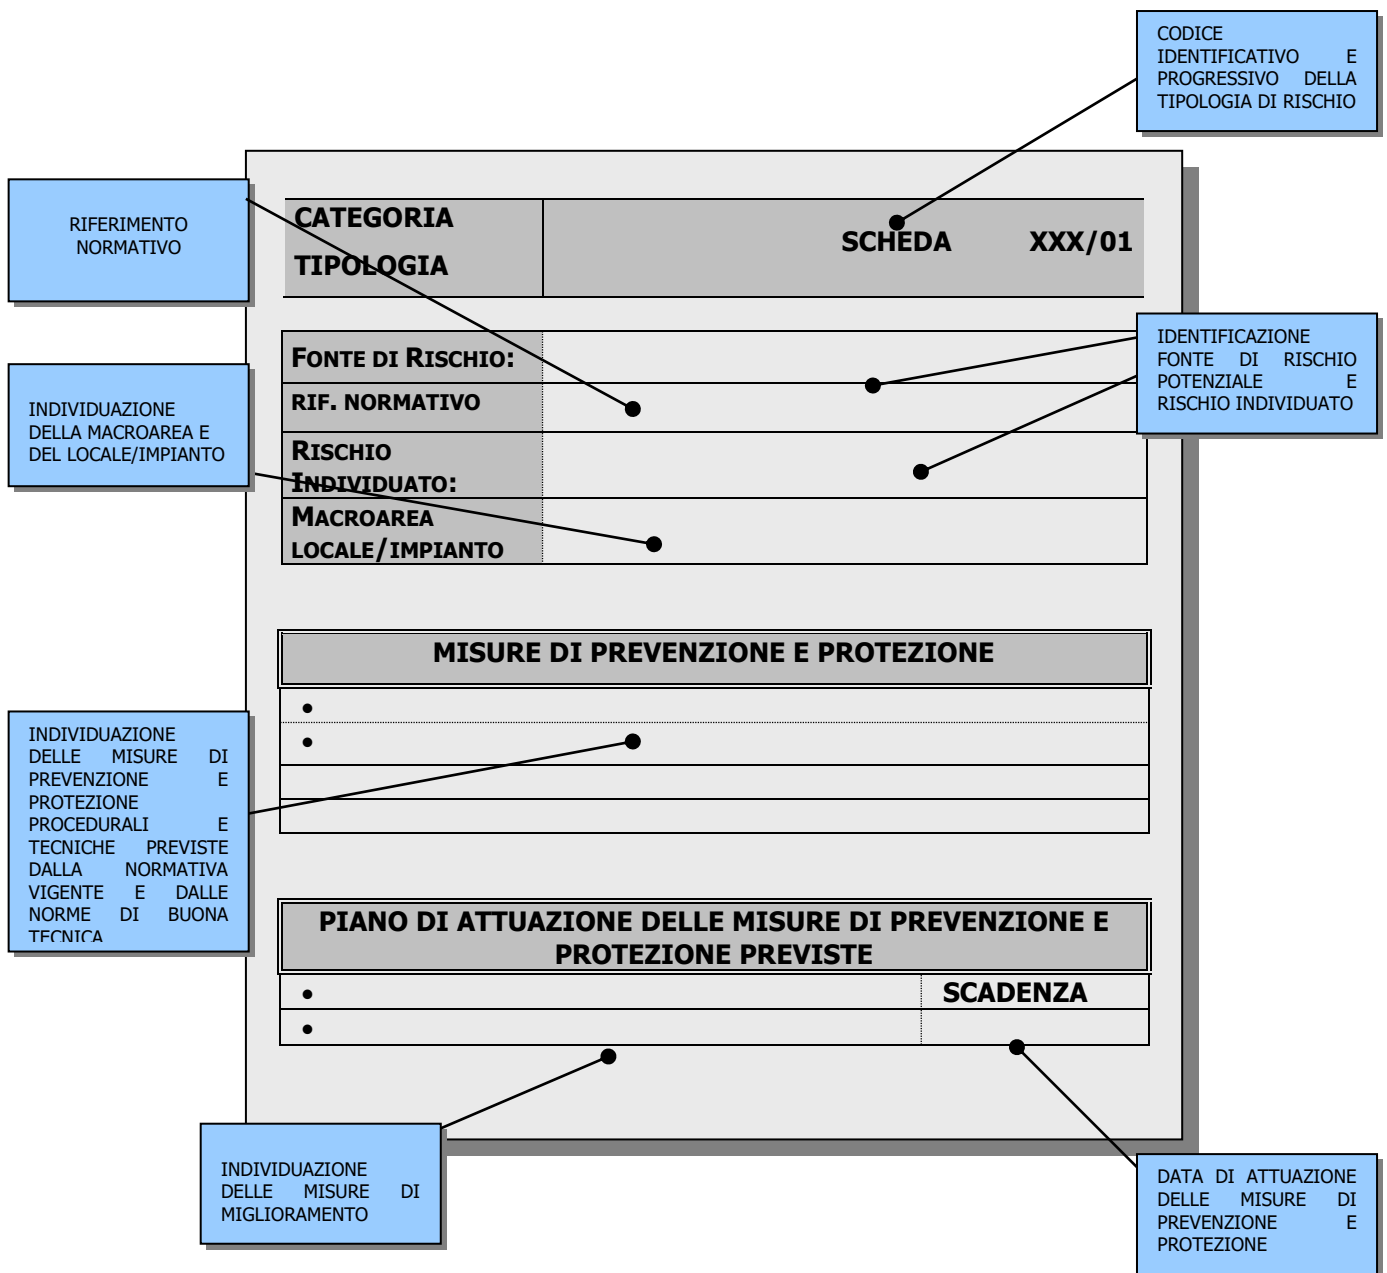 CODICE
IDENTIFICATIVO E
PROGRESSIVO DELLA
TIPOLOGIA DI RISCHIO
RIFERIMENTO
NORMATIVO
CATEGORIA
TIPOLOGIA
SCHEDA XXX/01
IDENTIFICAZIONE
FONTE DI RISCHIO
POTENZIALE E
RISCHIO INDIVIDUATO
INDIVIDUAZIONE
DELLA MACROAREA E
DEL LOCALE/IMPIANTO
FONTE DI RISCHIO:
RIF. NORMATIVO
RISCHIO
INDIVIDUATO:
MACROAREA
LOCALE/IMPIANTO
MISURE DI PREVENZIONE E PROTEZIONE
•
•
INDIVIDUAZIONE
DELLE MISURE DI
PREVENZIONE E
PROTEZIONE
PROCEDURALI E
TECNICHE PREVISTE
DALLA NORMATIVA
VIGENTE E DALLE
NORME DI BUONA
TECNICA
PIANO DI ATTUAZIONE DELLE MISURE DI PREVENZIONE E
PROTEZIONE PREVISTE
• SCADENZA
•
INDIVIDUAZIONE
DELLE MISURE DI
MIGLIORAMENTO
DATA DI ATTUAZIONE
DELLE MISURE DI
PREVENZIONE E
PROTEZIONE